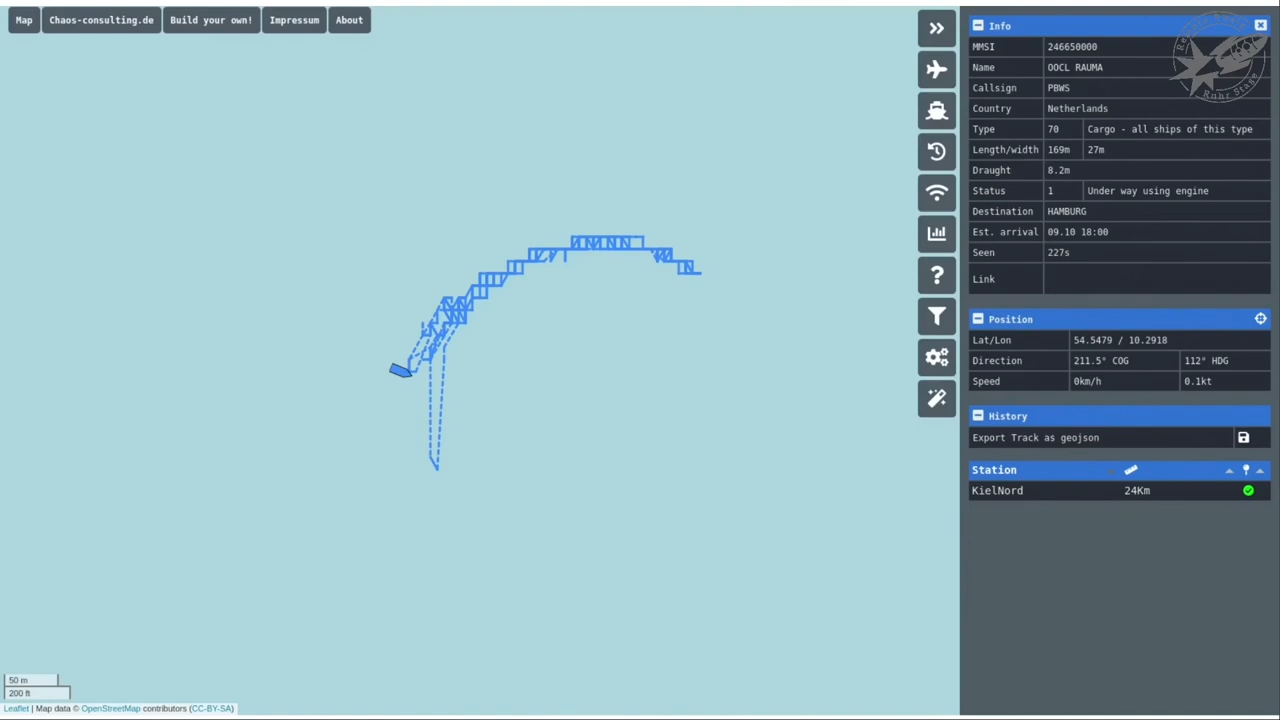 Map Chaos-consulting.de Build your own! Impressum About
Info
MMSI 246650000
Name OOCL RAUMA
Callsign PBWS
Country Netherlands
Type 70 Cargo - all ships of this type
Length/width 169m 27m
Draught 8.2m
Status 1 Under way using engine
Destination HAMBURG
Est. arrival 09.10 18:00
Seen 227s
Link
Position
Lat/Lon 54.5479 / 10.2918
Direction 211.5° COG 112° HDG
Speed 0km/h 0.1kt
History
Export Track as geojson
Station
KielNord 24Km
50 m
200 ft
Leaflet | Map data © OpenStreetMap contributors (CC-BY-SA)
Ruhr Stage